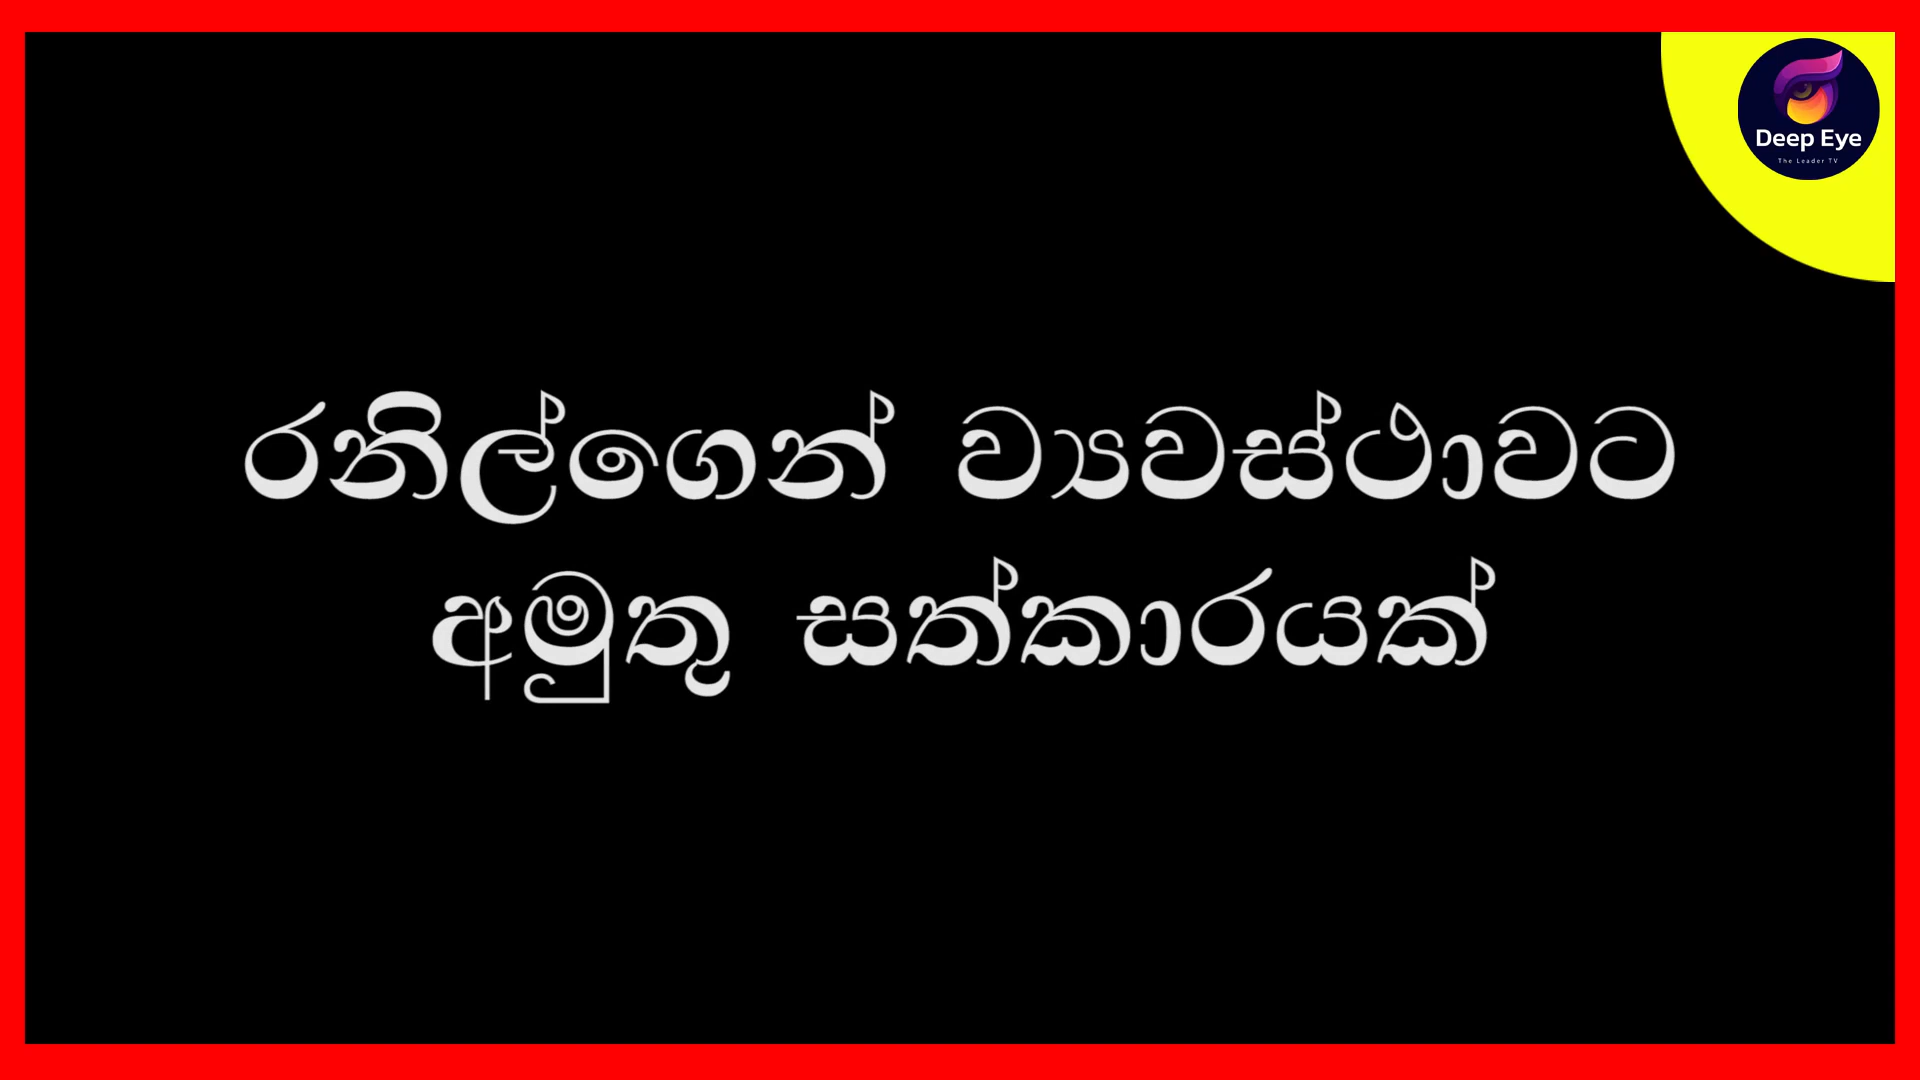 Deep Eye
The Leader TV
රනිල්ගෙන් ව්‍යවස්ථාවට
අමුතු සත්කාරයක්